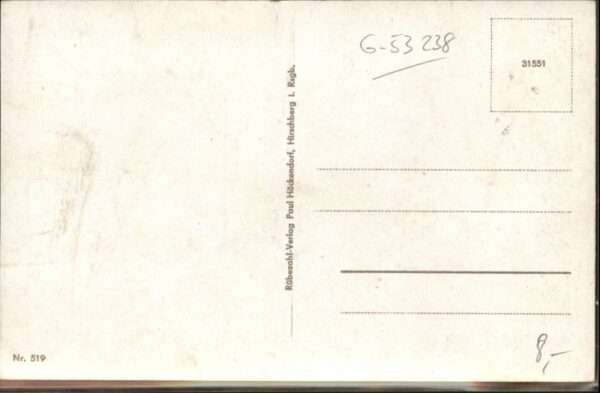 G-53 238
31551
Rübezahl-Verlag Paul Höckendorf, Hirschberg i. Rsgb.
Nr. 519
8,-